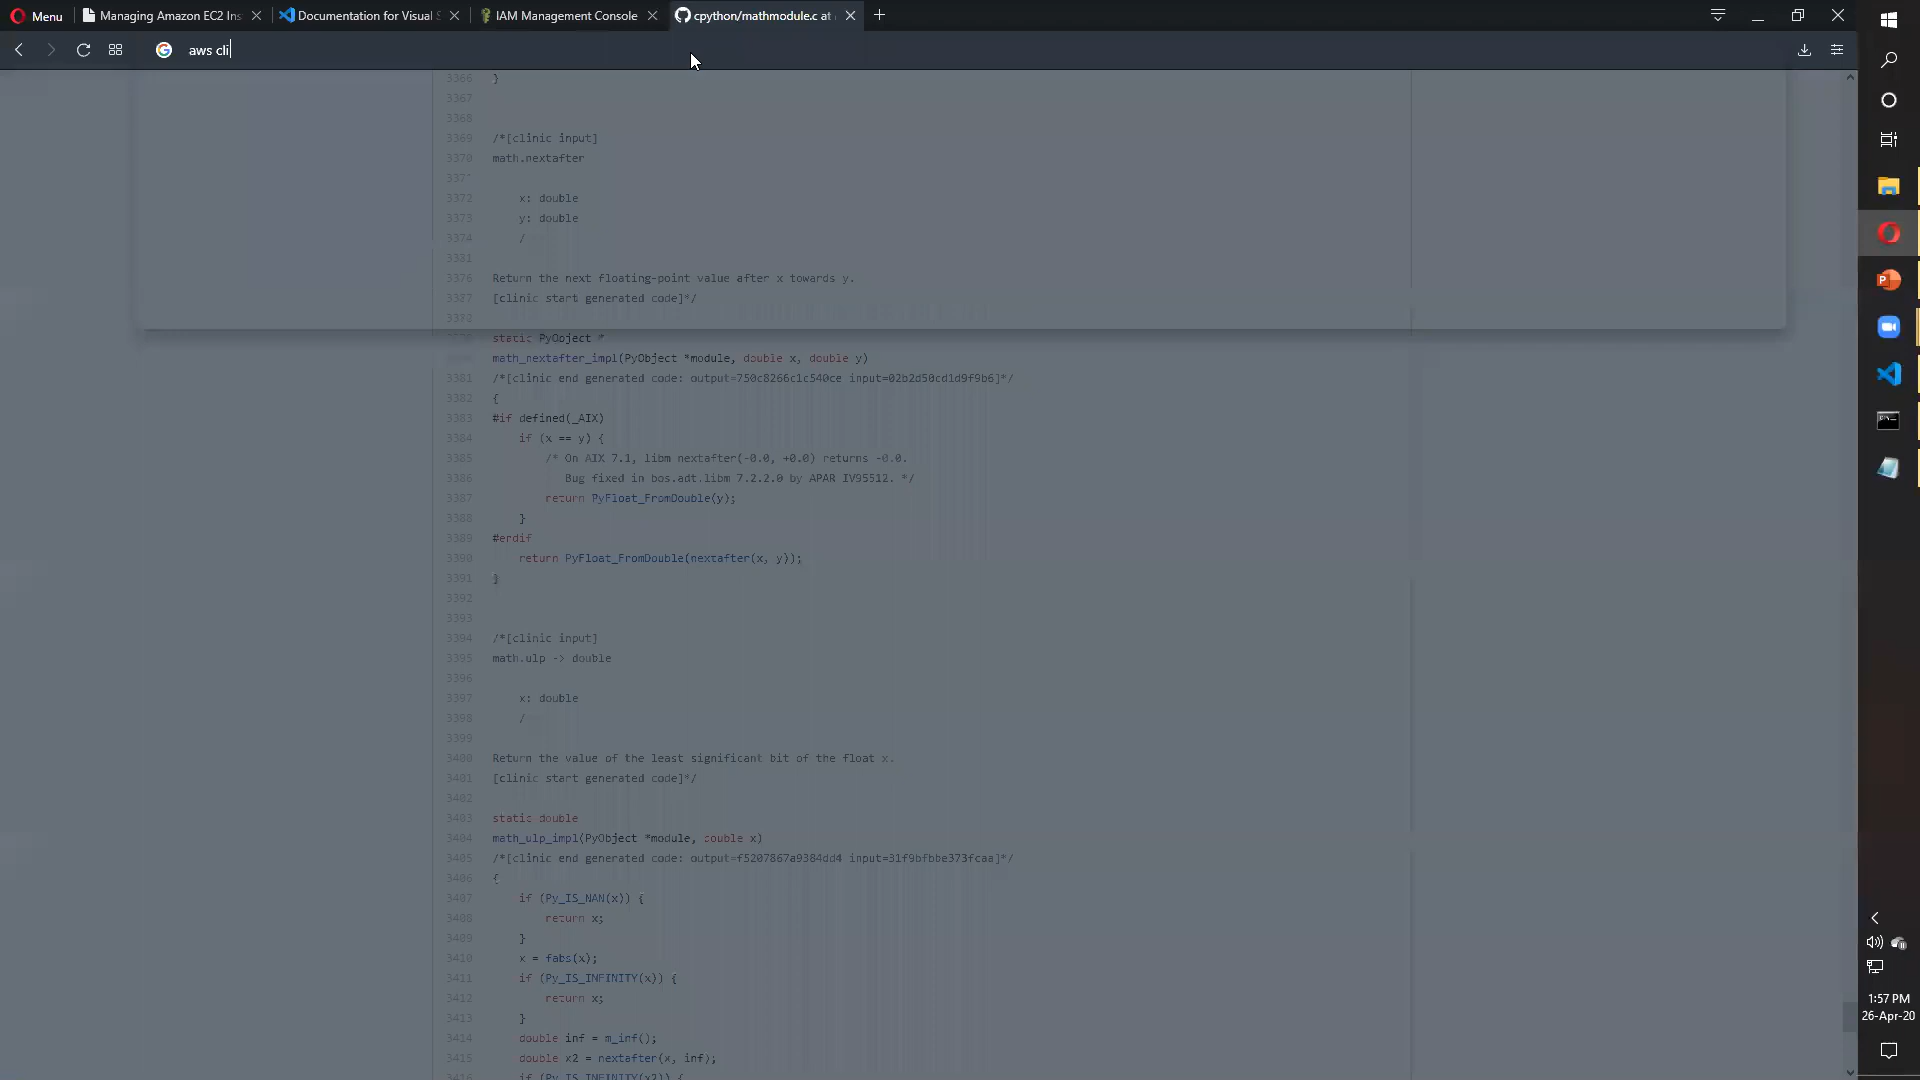 Menu
Managing Amazon EC2 Ins
Documentation for Visual S
IAM Management Console
cpython/mathmodule.c at
aws cli
3366 }
3367
3368
3369 /*[clinic input]
3370 math.nextafter
3372 x: double
3373 y: double
3374 /
3381
3376 Return the next floating-point value after x towards y.
3377 [clinic start generated code]*/
3372
static PyObject *
math_nextafter_impl(PyObject *module, double x, double y)
3381 /*[clinic end generated code: output=750c8266c1c540ce input=02b2d50cd1d9f9b6]*/
3382 {
3383 #if defined(_AIX)
3384 if (x == y) {
3385 /* On AIX 7.1, libm nextafter(-0.0, +0.0) returns -0.0.
3386 Bug fixed in bos.adt.libm 7.2.2.0 by APAR IV95512. */
3387 return PyFloat_FromDouble(y);
3388 }
3389 #endif
3390 return PyFloat_FromDouble(nextafter(x, y));
3391 }
3392
3393
3394 /*[clinic input]
3395 math.ulp -> double
3396
3397 x: double
3398 /
3399
3400 Return the value of the least significant bit of the float x.
3401 [clinic start generated code]*/
3402
3403 static double
3404 math_ulp_impl(PyObject *module, double x)
3405 /*[clinic end generated code: output=f5207867a9384dd4 input=31f9bfbbe373fcaa]*/
3406 {
3407 if (Py_IS_NAN(x)) {
3408 return x;
3409 }
3410 x = fabs(x);
3411 if (Py_IS_INFINITY(x)) {
3412 return x;
3413 }
3414 double inf = m_inf();
3415 double x2 = nextafter(x, inf);
3416 if (Py_IS_INFINITY(x2)) {
1:57 PM
26-Apr-20